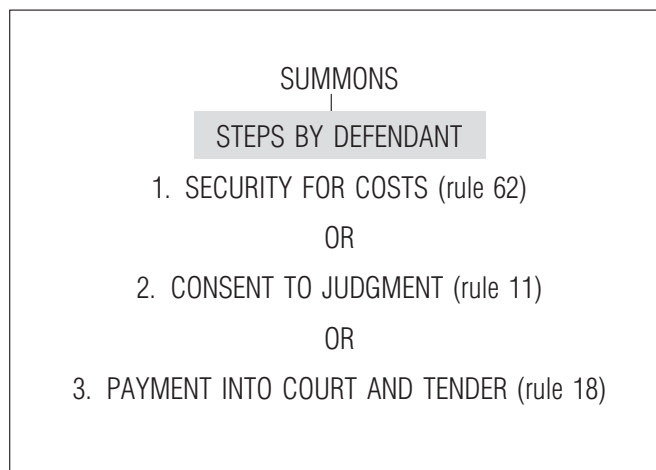 SUMMONS
STEPS BY DEFENDANT
1. SECURITY FOR COSTS (rule 62)
OR
2. CONSENT TO JUDGMENT (rule 11)
OR
3. PAYMENT INTO COURT AND TENDER (rule 18)